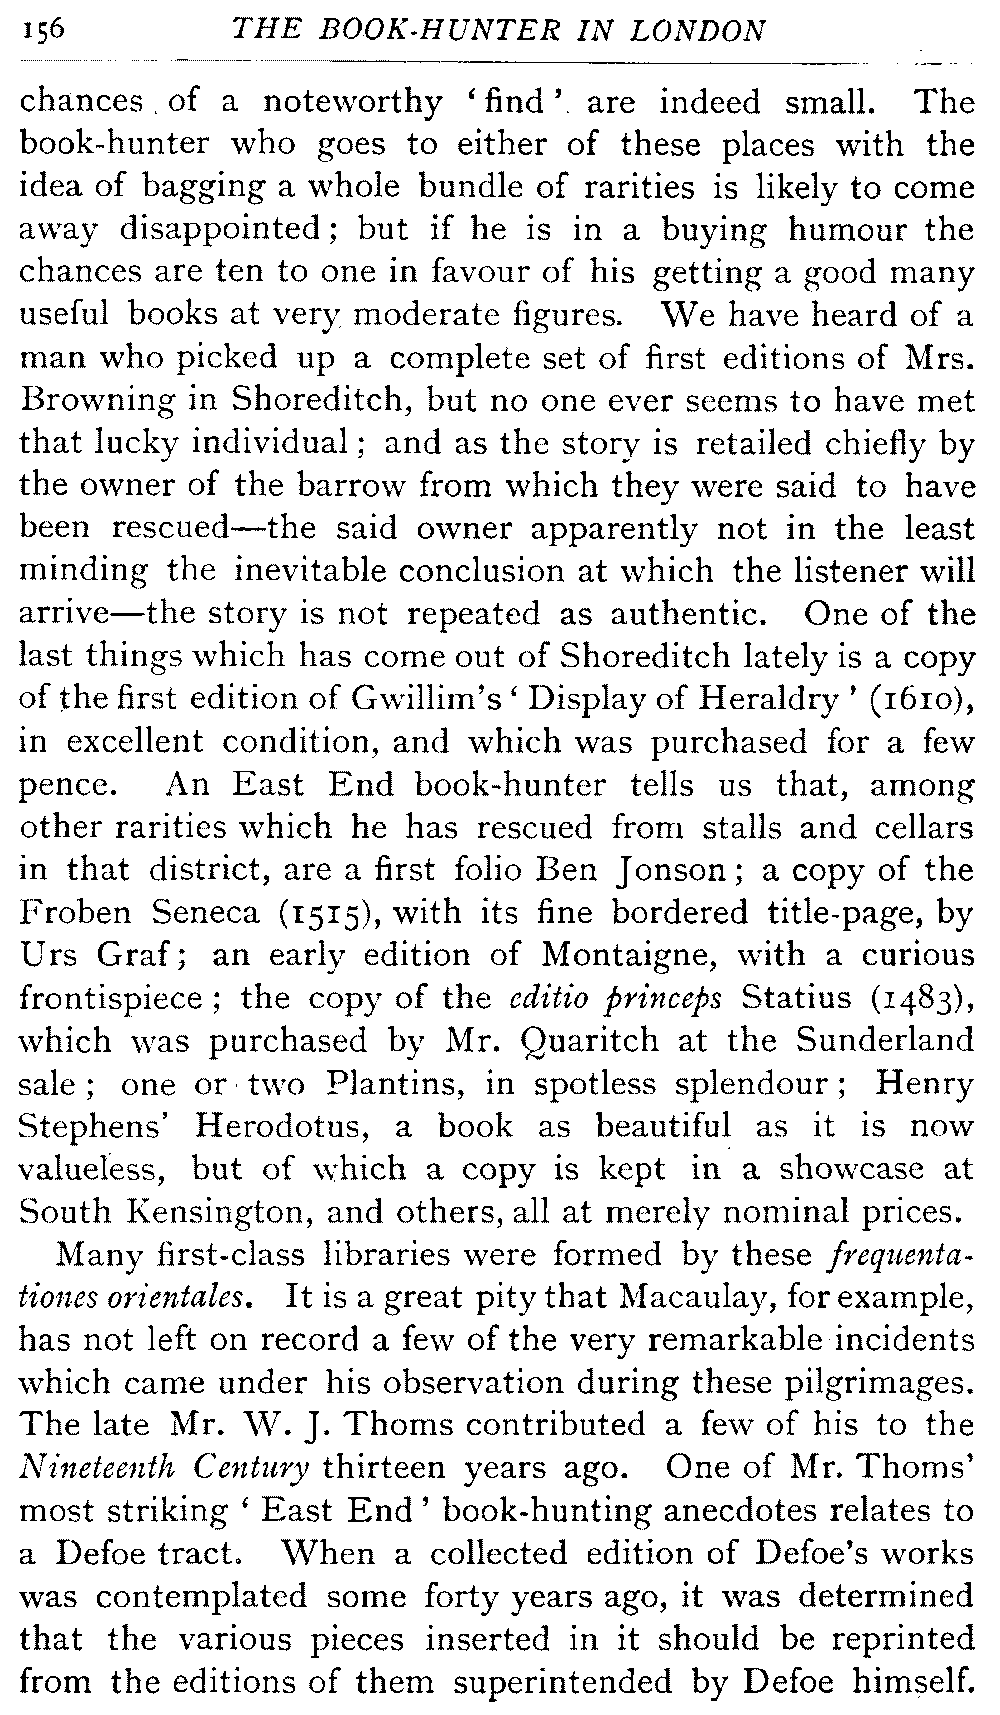 156 THE BOOK-HUNTER IN LONDON
chances of a noteworthy ‘find’ are indeed small. The
book-hunter who goes to either of these places with the
idea of bagging a whole bundle of rarities is likely to come
away disappointed; but if he is in a buying humour the
chances are ten to one in favour of his getting a good many
useful books at very moderate figures. We have heard of a
man who picked up a complete set of first editions of Mrs.
Browning in Shoreditch, but no one ever seems to have met
that lucky individual; and as the story is retailed chiefly by
the owner of the barrow from which they were said to have
been rescued—the said owner apparently not in the least
minding the inevitable conclusion at which the listener will
arrive—the story is not repeated as authentic. One of the
last things which has come out of Shoreditch lately is a copy
of the first edition of Gwillim's ‘Display of Heraldry’ (1610),
in excellent condition, and which was purchased for a few
pence. An East End book-hunter tells us that, among
other rarities which he has rescued from stalls and cellars
in that district, are a first folio Ben Jonson; a copy of the
Froben Seneca (1515), with its fine bordered title-page, by
Urs Graf; an early edition of Montaigne, with a curious
frontispiece; the copy of the editio princeps Statius (1483),
which was purchased by Mr. Quaritch at the Sunderland
sale; one or two Plantins, in spotless splendour; Henry
Stephens' Herodotus, a book as beautiful as it is now
valueless, but of which a copy is kept in a showcase at
South Kensington, and others, all at merely nominal prices.
Many first-class libraries were formed by these frequenta-
tiones orientales. It is a great pity that Macaulay, for example,
has not left on record a few of the very remarkable incidents
which came under his observation during these pilgrimages.
The late Mr. W. J. Thoms contributed a few of his to the
Nineteenth Century thirteen years ago. One of Mr. Thoms'
most striking ‘East End’ book-hunting anecdotes relates to
a Defoe tract. When a collected edition of Defoe's works
was contemplated some forty years ago, it was determined
that the various pieces inserted in it should be reprinted
from the editions of them superintended by Defoe himself.